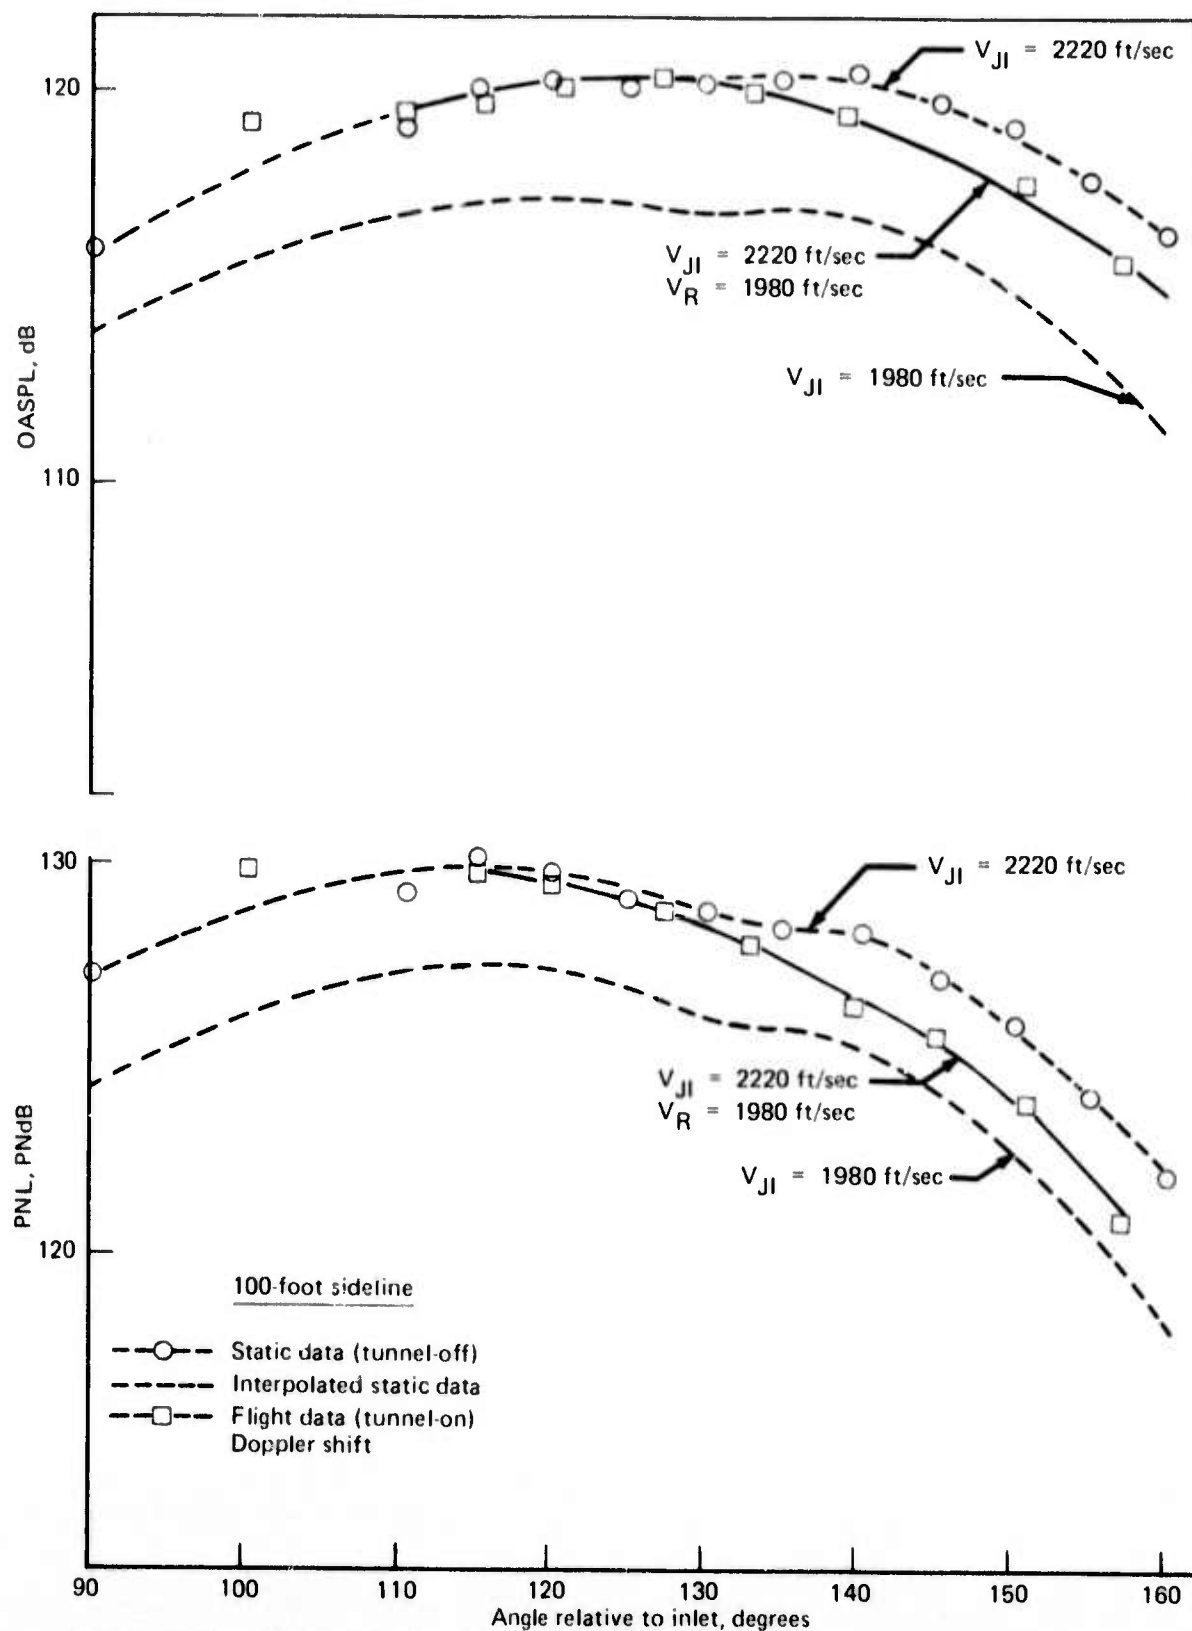 120
V_JI = 2220 ft/sec
V_JI = 2220 ft/sec
V_R = 1980 ft/sec
V_JI = 1980 ft/sec
OASPL, dB
110
130
V_JI = 2220 ft/sec
V_JI = 2220 ft/sec
V_R = 1980 ft/sec
V_JI = 1980 ft/sec
PNL, PNdB
120
100-foot sideline
Static data (tunnel-off)
Interpolated static data
Flight data (tunnel-on)
Doppler shift
90 100 110 120 130 140 150 160
Angle relative to inlet, degrees